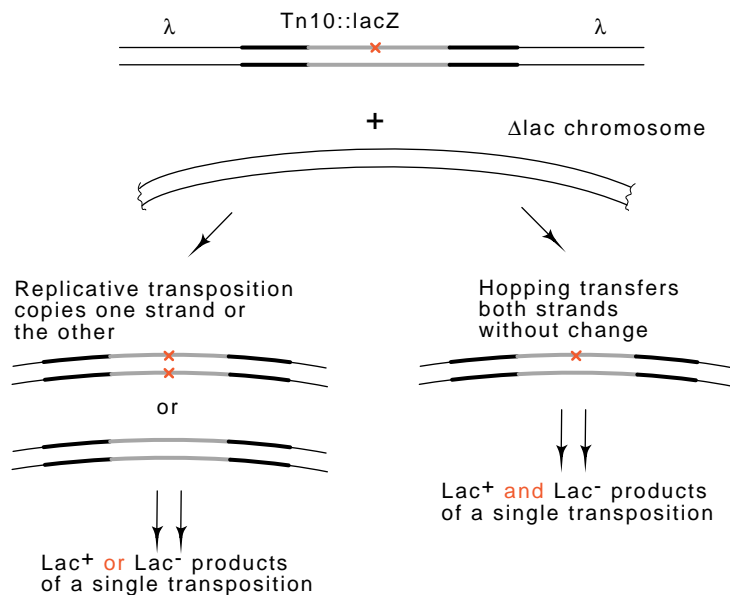 Tn10::lacZ
λ λ
+
Δlac chromosome
Replicative transposition
copies one strand or
the other
or
Lac+ or Lac- products
of a single transposition
Hopping transfers
both strands
without change
Lac+ and Lac- products
of a single transposition